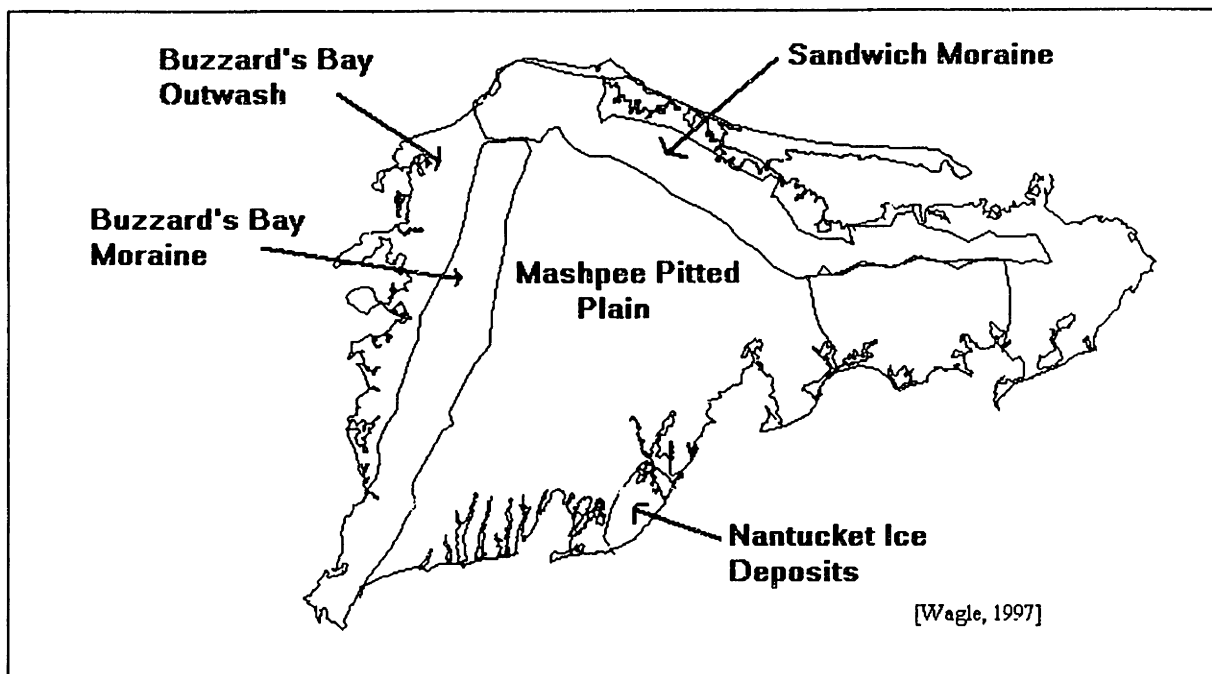 Buzzard's Bay
Outwash
Sandwich Moraine
Buzzard's Bay
Moraine
Mashpee Pitted
Plain
Nantucket Ice
Deposits
[Wagle, 1997]